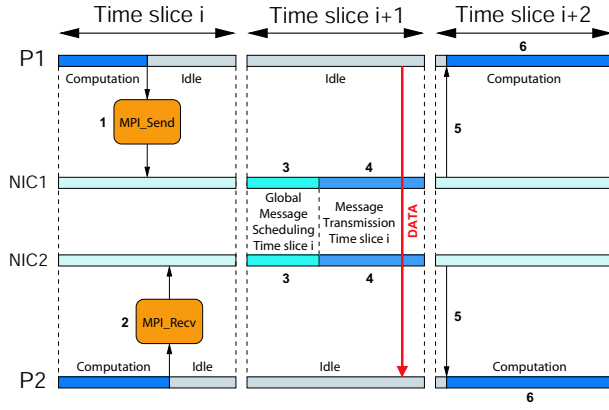 Time slice i
Time slice i+1
Time slice i+2
P1
6
Computation
Idle
Idle
Computation
1
MPI_Send
5
3
4
NIC1
Global
Message
Scheduling
Time slice i
Message
Transmission
Time slice i
DATA
NIC2
3
4
2
MPI_Recv
5
Computation
Idle
Idle
Computation
P2
6